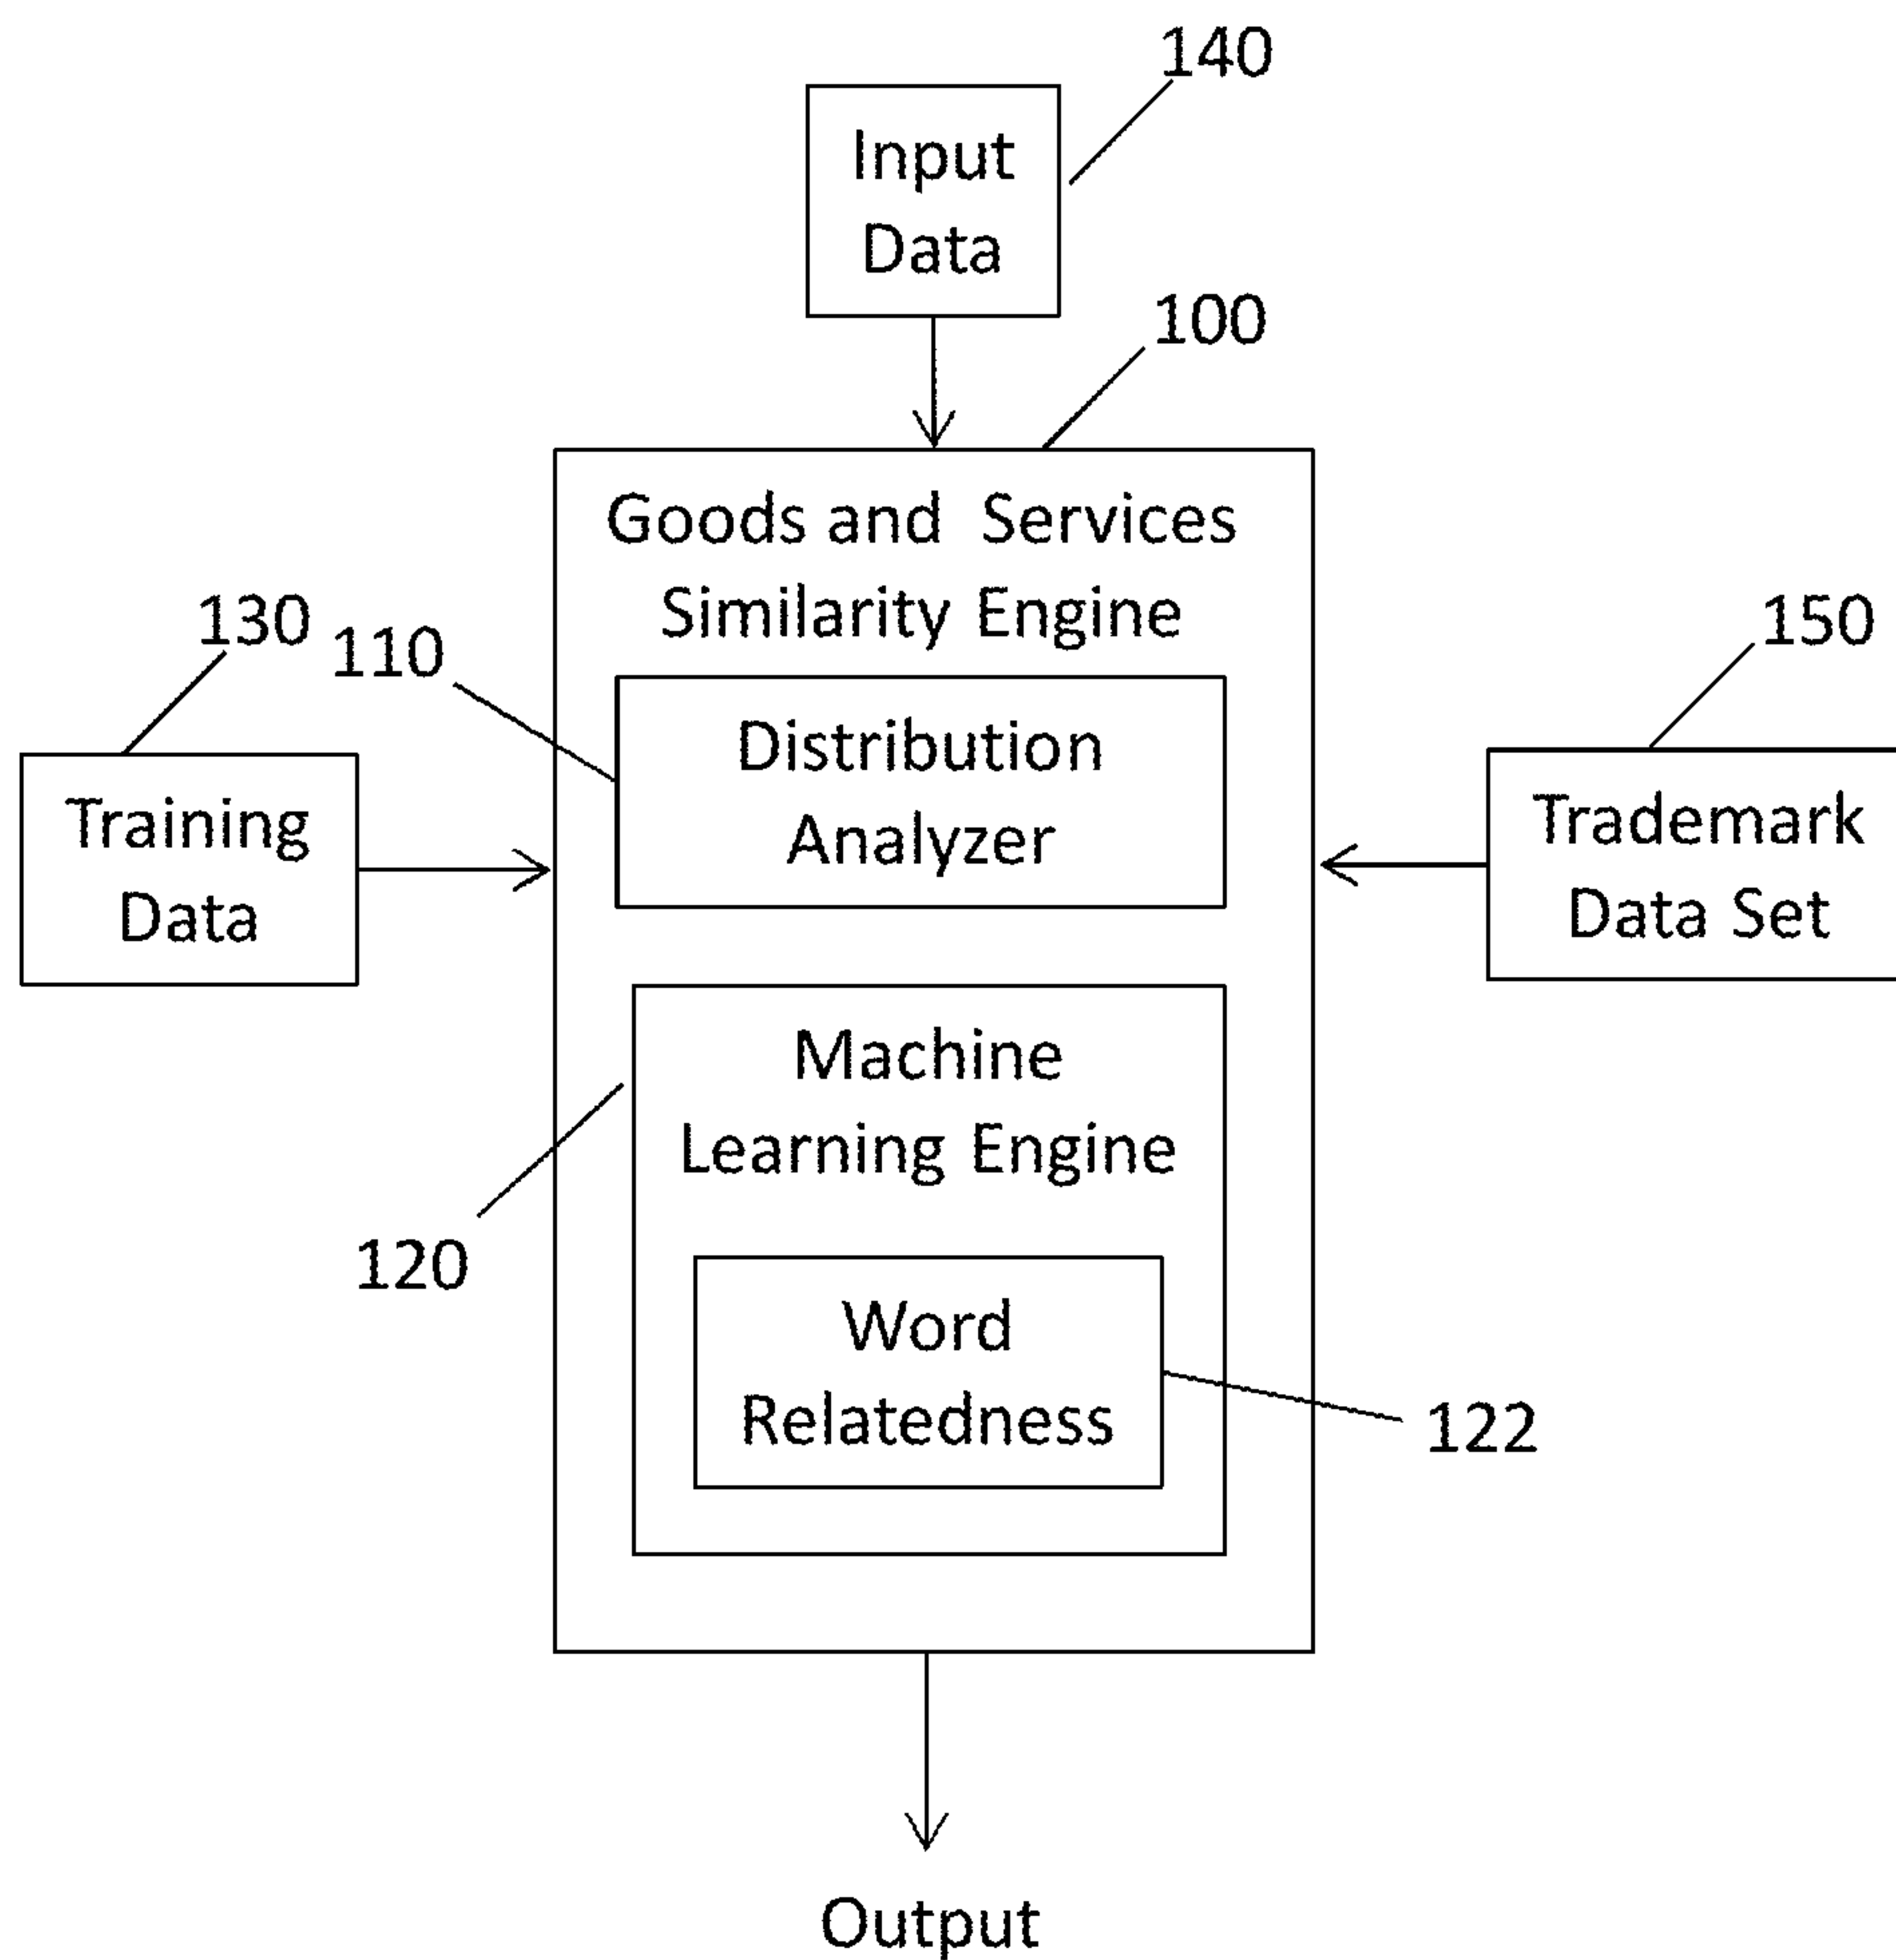 140
Input
Data
100
Goods and Services
Similarity Engine
130
110
150
Distribution
Analyzer
Training
Data
Trademark
Data Set
Machine
Learning Engine
120
Word
Relatedness
122
Output